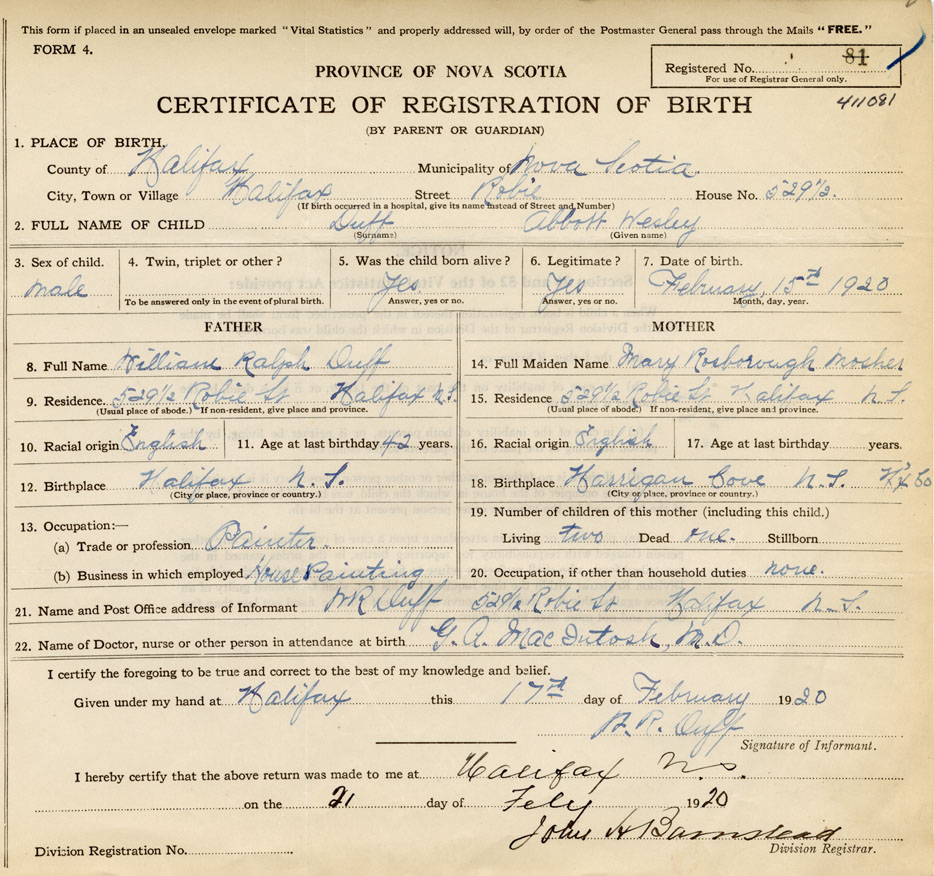 This form if placed in an unsealed envelope marked "Vital Statistics" and properly addressed will, by order of the Postmaster General pass through the Mails "FREE."
FORM 4.
Registered No. 81
For use of Registrar General only.
PROVINCE OF NOVA SCOTIA
CERTIFICATE OF REGISTRATION OF BIRTH
411081
(BY PARENT OR GUARDIAN)
1. PLACE OF BIRTH.
County of Halifax Municipality of Nova Scotia
City, Town or Village Halifax Street Robie House No. 529½.
(If birth occurred in a hospital, give its name instead of Street and Number)
2. FULL NAME OF CHILD Duff Abbott Wesley
(Surname) (Given name)
3. Sex of child. 4. Twin, triplet or other? 5. Was the child born alive? 6. Legitimate? 7. Date of birth.
male Yes Yes February, 15th 1920
To be answered only in the event of plural birth. Answer, yes or no. Answer, yes or no. Month, day, year.
FATHER MOTHER
8. Full Name William Ralph Duff 14. Full Maiden Name Mary Rosborough Mosher
9. Residence 529½ Robie St Halifax N.S. 15. Residence 529½ Robie St Halifax N.S.
(Usual place of abode.) If non-resident, give place and province. (Usual place of abode.) If non-resident, give place and province.
10. Racial origin English 11. Age at last birthday 42 years. 16. Racial origin English 17. Age at last birthday years.
12. Birthplace Halifax N.S. 18. Birthplace Harrigan Cove N.S. Hx Co
(City or place, province or country.) (City or place, province or country.)
13. Occupation:— 19. Number of children of this mother (including this child.)
(a) Trade or profession Painter. Living two Dead one. Stillborn
(b) Business in which employed House Painting 20. Occupation, if other than household duties none.
21. Name and Post Office address of Informant WR Duff 529½ Robie St Halifax N.S.
22. Name of Doctor, nurse or other person in attendance at birth G. A. MacIntosh, M.D.
I certify the foregoing to be true and correct to the best of my knowledge and belief.
Given under my hand at Halifax this 17th day of February 1920
W. R. Duff
Signature of Informant.
I hereby certify that the above return was made to me at Halifax N.S.
on the 21 day of Feby 1920
John H Barnstead
Division Registration No. Division Registrar.